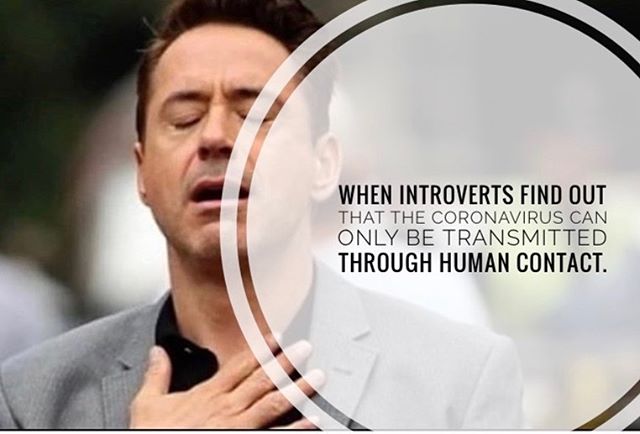 WHEN INTROVERTS FIND OUT
THAT THE CORONAVIRUS CAN
ONLY BE TRANSMITTED
THROUGH HUMAN CONTACT.